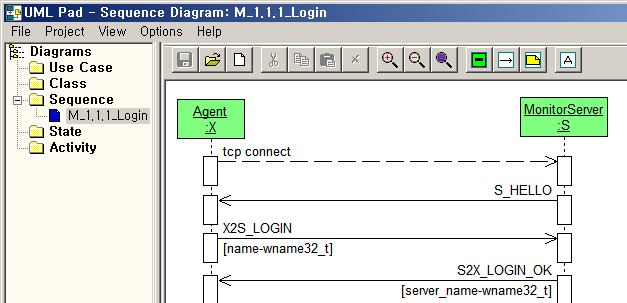 UML Pad - Sequence Diagram: M_1,1,1_Login
File Project View Options Help
Diagrams
Use Case
Class
Sequence
M_1,1,1_Login
State
Activity
A
Agent
:X
MonitorServer
:S
tcp connect
S_HELLO
X2S_LOGIN
[name-wname32_t]
S2X_LOGIN_OK
[server_name-wname32_t]